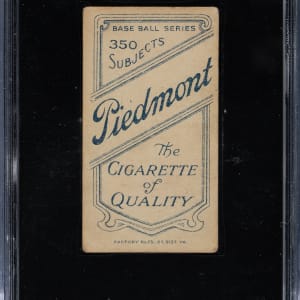 BASE BALL SERIES
350
SUBJECTS
Piedmont
The
CIGARETTE
of
QUALITY
FACTORY No. 25, 2ND DIST. VA.